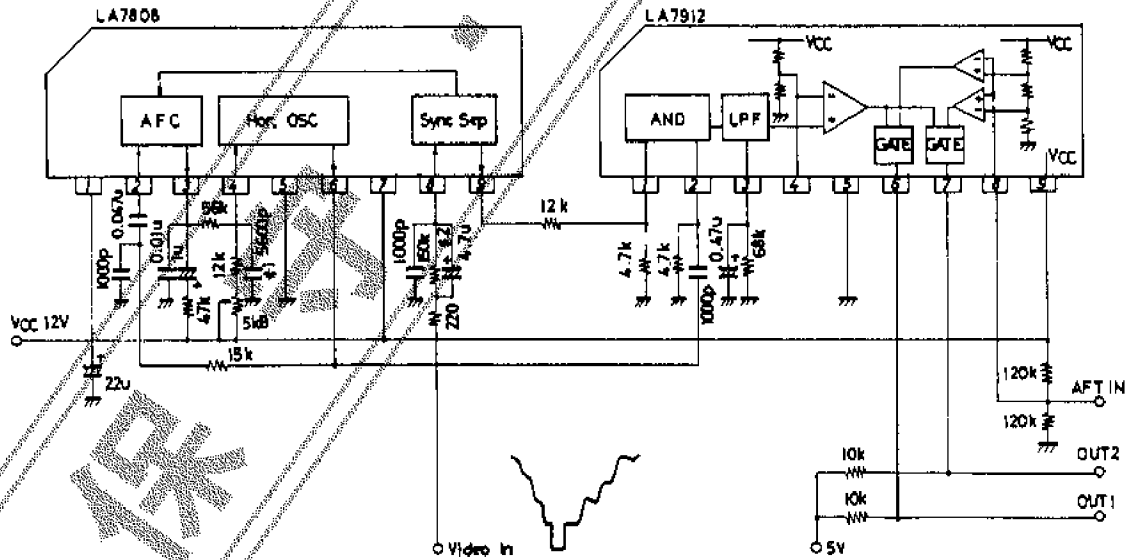 LA7808
LA7912
VCC
VCC
AFC
Hor. OSC
Sync Sep
AND
LPF
GATE
GATE
VCC
1 2 3 4 5 6 7 8 9
1 2 3 4 5 6 7 8 9
0.047u
1000p
0.01u
1u
47k
12k
5600p
5kB
1000p
150k
4.7u
220
12k
4.7k
4.7k
1000p
0.47u
68k
VCC 12V
15k
22u
120k
AFT IN
120k
10k
OUT2
10k
OUT1
Video In
5V
保